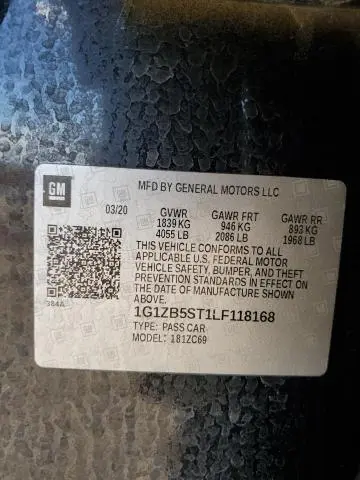 GM
MFD BY GENERAL MOTORS LLC
03/20 GVWR GAWR FRT GAWR RR
1839 KG 946 KG 893 KG
4055 LB 2086 LB 1968 LB
THIS VEHICLE CONFORMS TO ALL
APPLICABLE U.S. FEDERAL MOTOR
VEHICLE SAFETY, BUMPER, AND THEFT
PREVENTION STANDARDS IN EFFECT ON
THE DATE OF MANUFACTURE SHOWN
ABOVE.
384A
1G1ZB5ST1LF118168
TYPE: PASS CAR
MODEL: 181ZC69